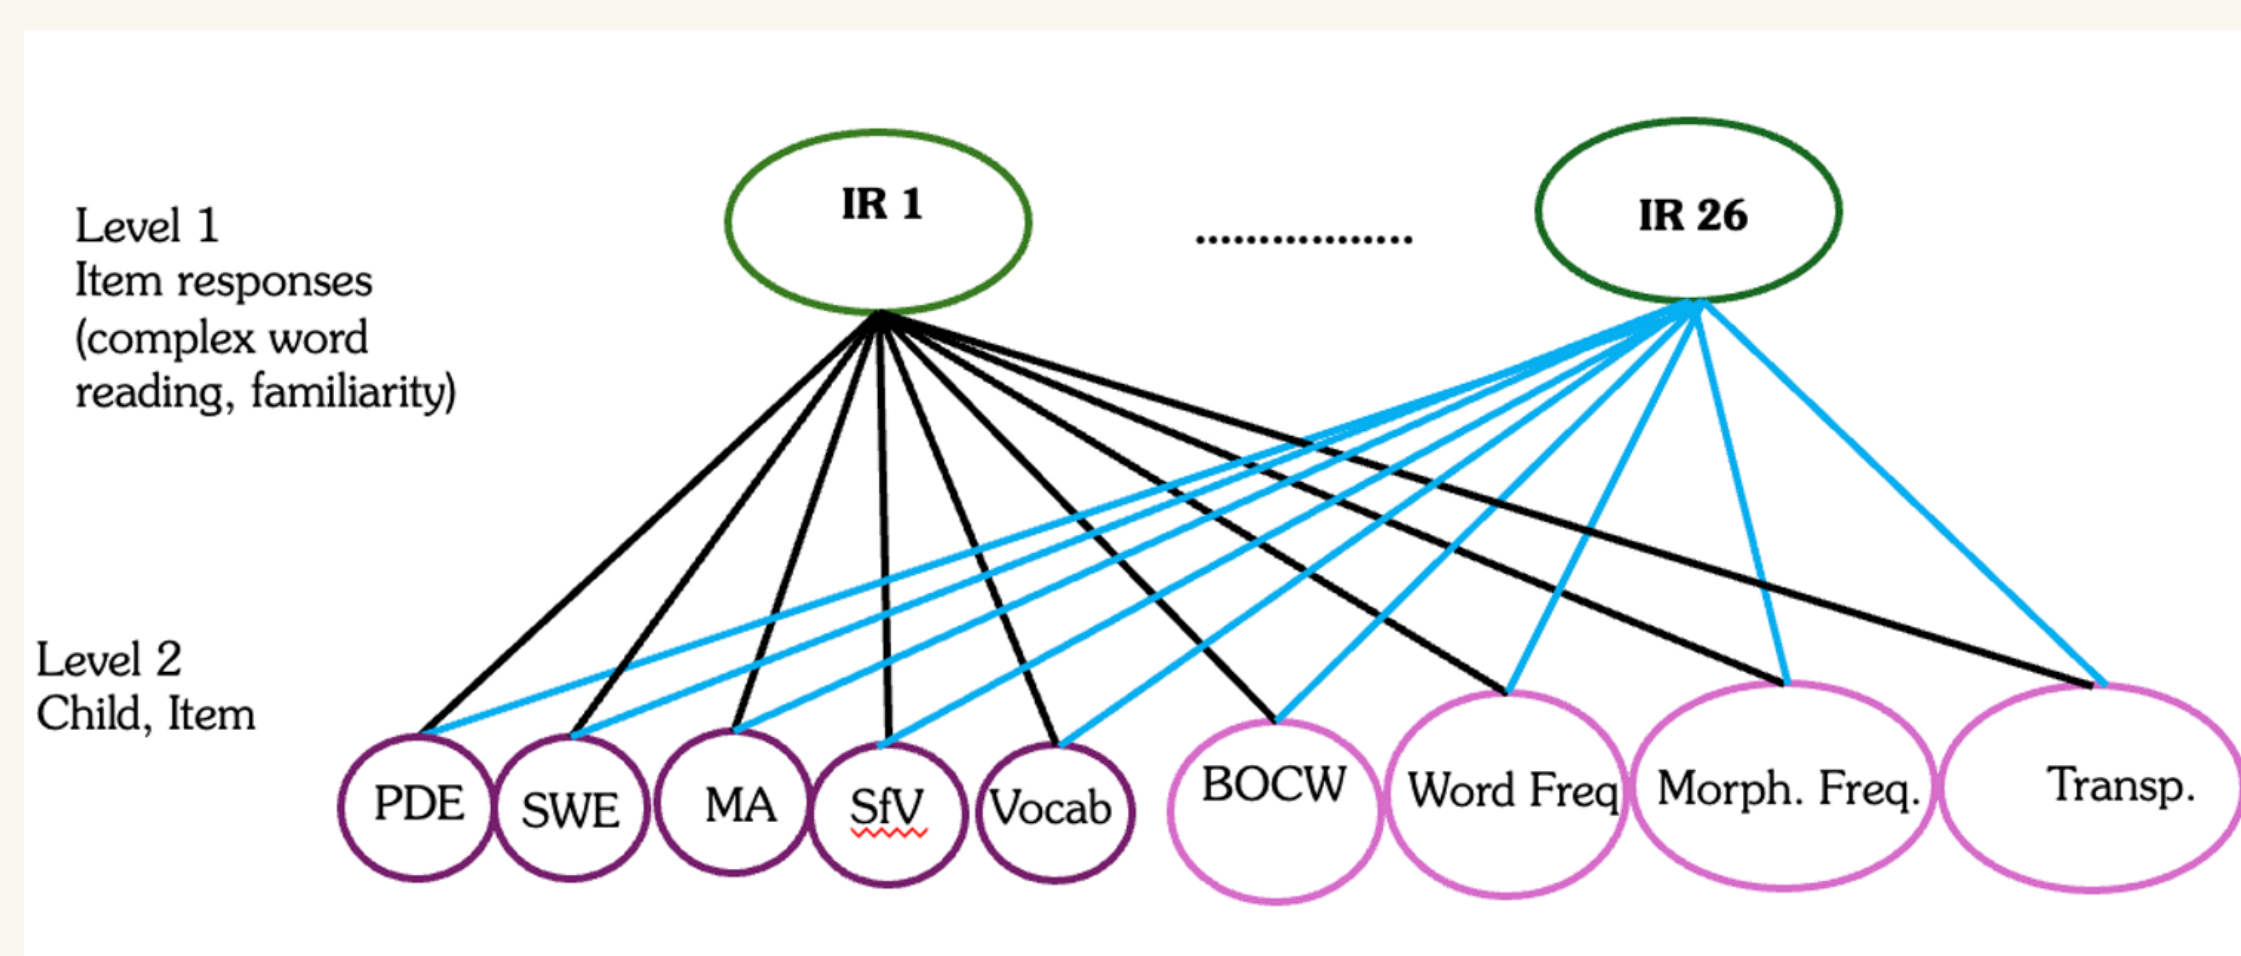 IR 1
IR 26
.................
Level 1
Item responses
(complex word
reading, familiarity)
Level 2
Child, Item
PDE
SWE
MA
SfV
Vocab
BOCW
Word Freq
Morph. Freq.
Transp.